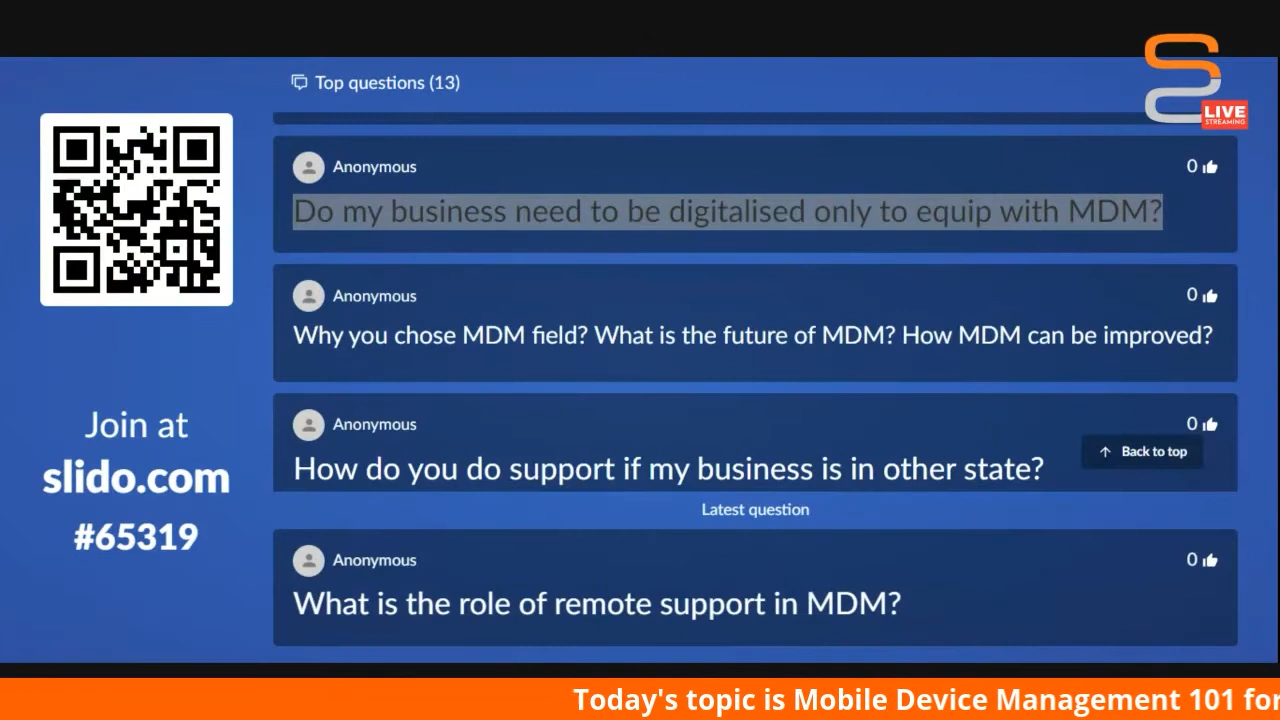 Top questions (13)
LIVE
STREAMING
Anonymous
0
Do my business need to be digitalised only to equip with MDM?
Anonymous
0
Why you chose MDM field? What is the future of MDM? How MDM can be improved?
Anonymous
0
How do you do support if my business is in other state?
Back to top
Latest question
Anonymous
0
What is the role of remote support in MDM?
Join at
slido.com
#65319
Today's topic is Mobile Device Management 101 for